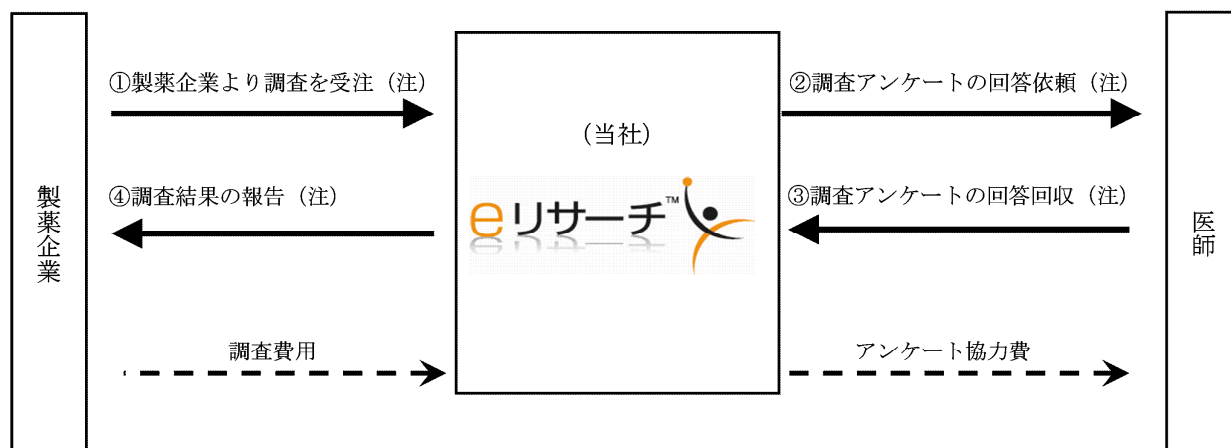 製薬企業
①製薬企業より調査を受注（注）
④調査結果の報告（注）
調査費用
（当社）
eリサーチ™
②調査アンケートの回答依頼（注）
③調査アンケートの回答回収（注）
アンケート協力費
医師